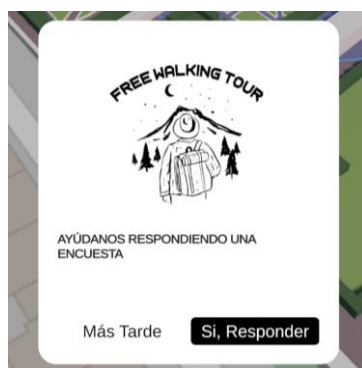 FREE WALKING TOUR
AYÚDANOS RESPONDIENDO UNA
ENCUESTA
Más Tarde
Si, Responder